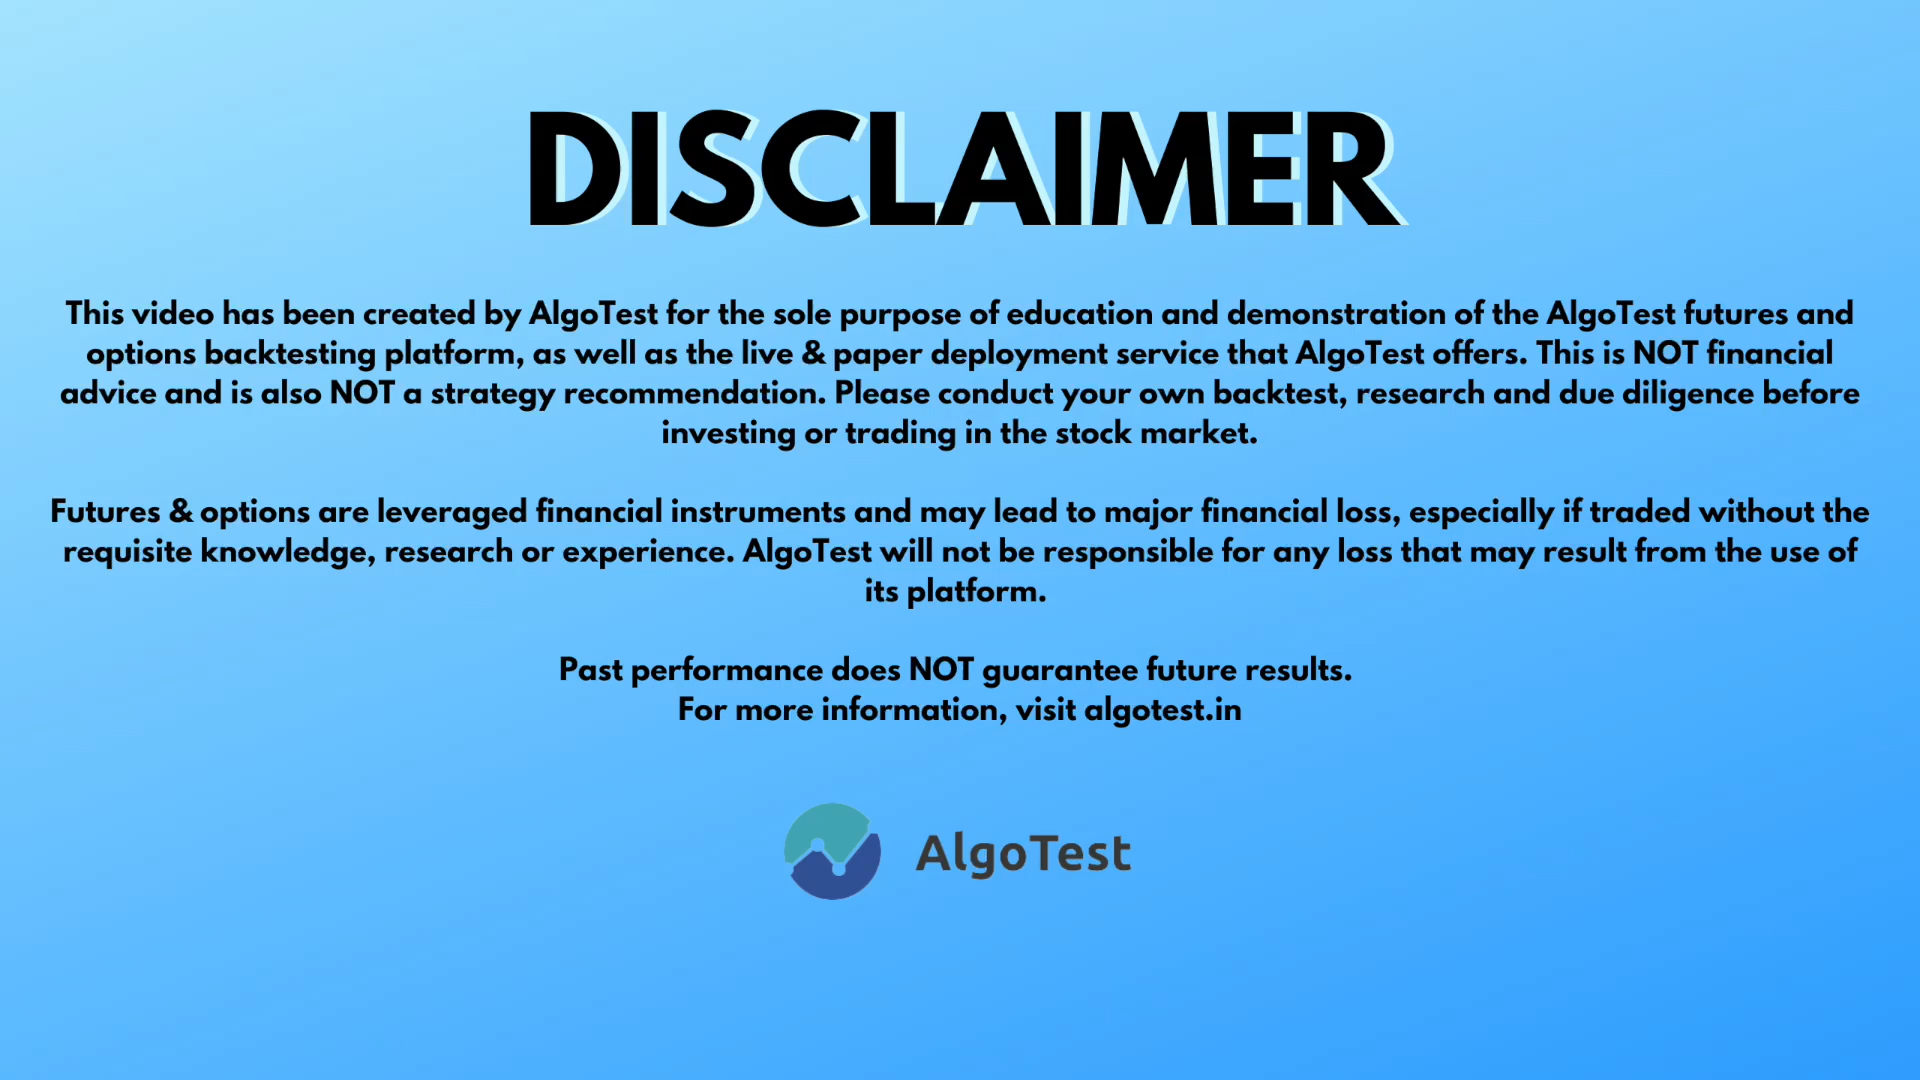 DISCLAIMER
This video has been created by AlgoTest for the sole purpose of education and demonstration of the AlgoTest futures and
options backtesting platform, as well as the live & paper deployment service that AlgoTest offers. This is NOT financial
advice and is also NOT a strategy recommendation. Please conduct your own backtest, research and due diligence before
investing or trading in the stock market.
Futures & options are leveraged financial instruments and may lead to major financial loss, especially if traded without the
requisite knowledge, research or experience. AlgoTest will not be responsible for any loss that may result from the use of
its platform.
Past performance does NOT guarantee future results.
For more information, visit algotest.in
AlgoTest